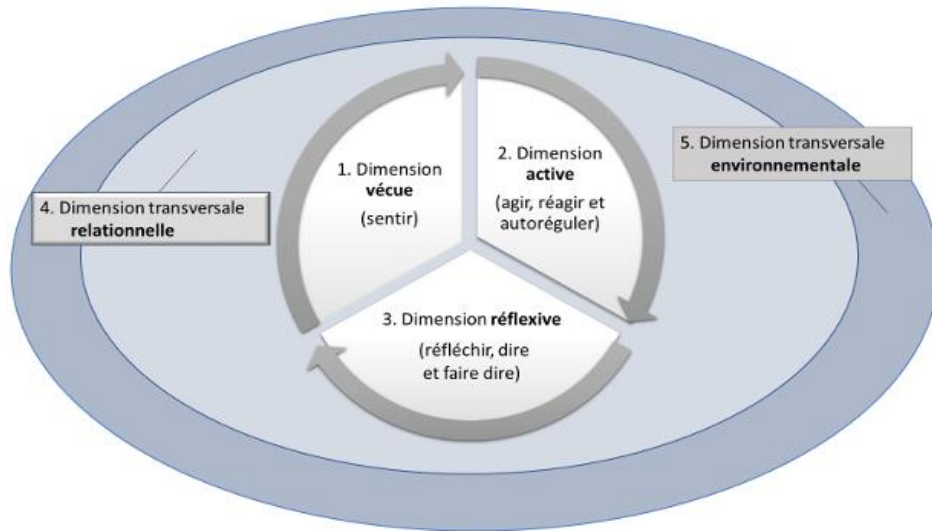 1. Dimension
vécue
(sentir)
2. Dimension
active
(agir, réagir et
autoréguler)
3. Dimension réflexive
(réfléchir, dire
et faire dire)
4. Dimension transversale
relationnelle
5. Dimension transversale
environnementale